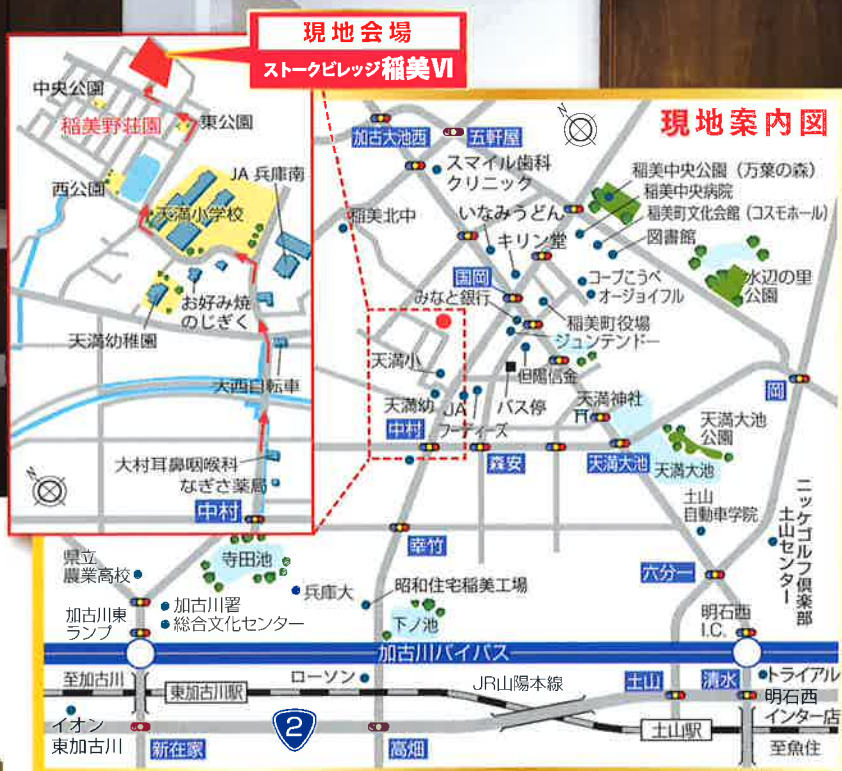 現地会場
ストークビレッジ稲美Ⅵ
現地案内図
中央公園
稲美野荘園
東公園
西公園
JA 兵庫南
天満小学校
お好み焼
のじぎく
天満幼稚園
大西自転車
大村耳鼻咽喉科
なぎさ薬局
中村
N
加古大池西
五軒屋
N
スマイル歯科
クリニック
稲美中央公園（万葉の森）
稲美中央病院
稲美町文化会館（コスモホール）
図書館
稲美北中
いなみうどん
キリン堂
国岡
みなと銀行
コープこうべ
オージョイフル
水辺の里
公園
稲美町役場
ジュンテンドー
天満小
但陽信金
バス停
天満幼
JA
フーディーズ
中村
森安
天満神社
天満大池
天満大池
公園
天満大池
岡
土山
自動車学院
ニッケゴルフ倶楽部
土山センター
幸竹
六分一
県立
農業高校
寺田池
兵庫大
昭和住宅稲美工場
下ノ池
加古川東
ランプ
加古川署
総合文化センター
明石西
I.C.
加古川バイパス
至加古川
東加古川駅
ローソン
JR山陽本線
土山
清水
トライアル
明石西
インター店
イオン
東加古川
新在家
2
高畑
土山駅
至魚住